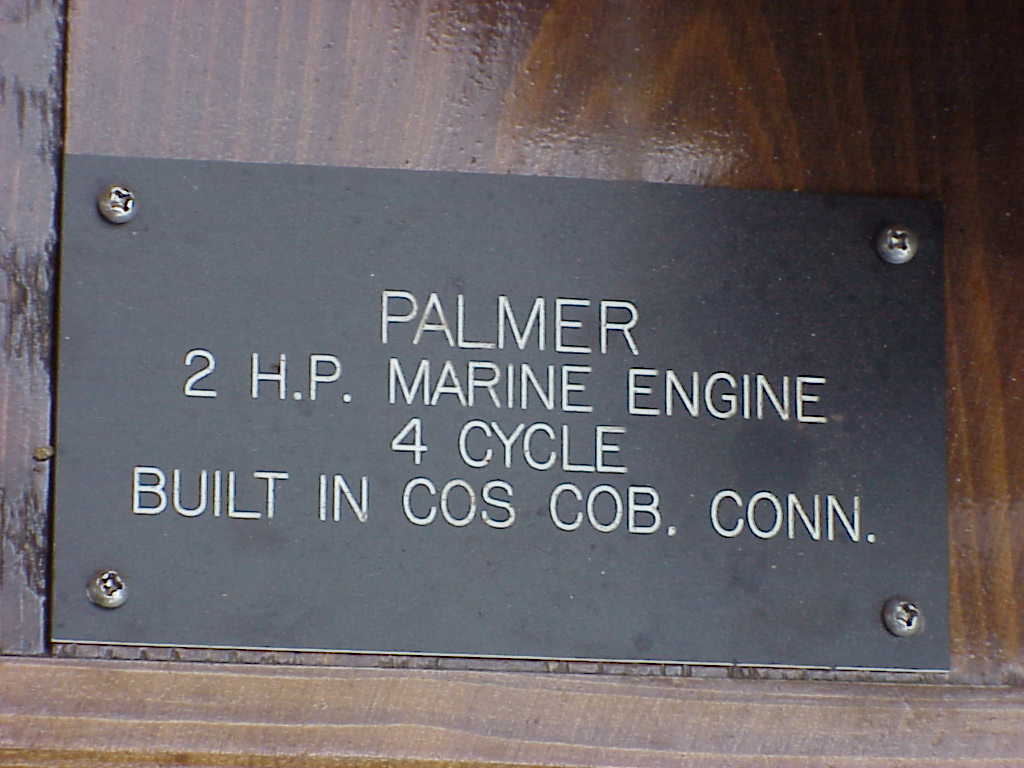 PALMER
2 H.P. MARINE ENGINE
4 CYCLE
BUILT IN COS COB. CONN.